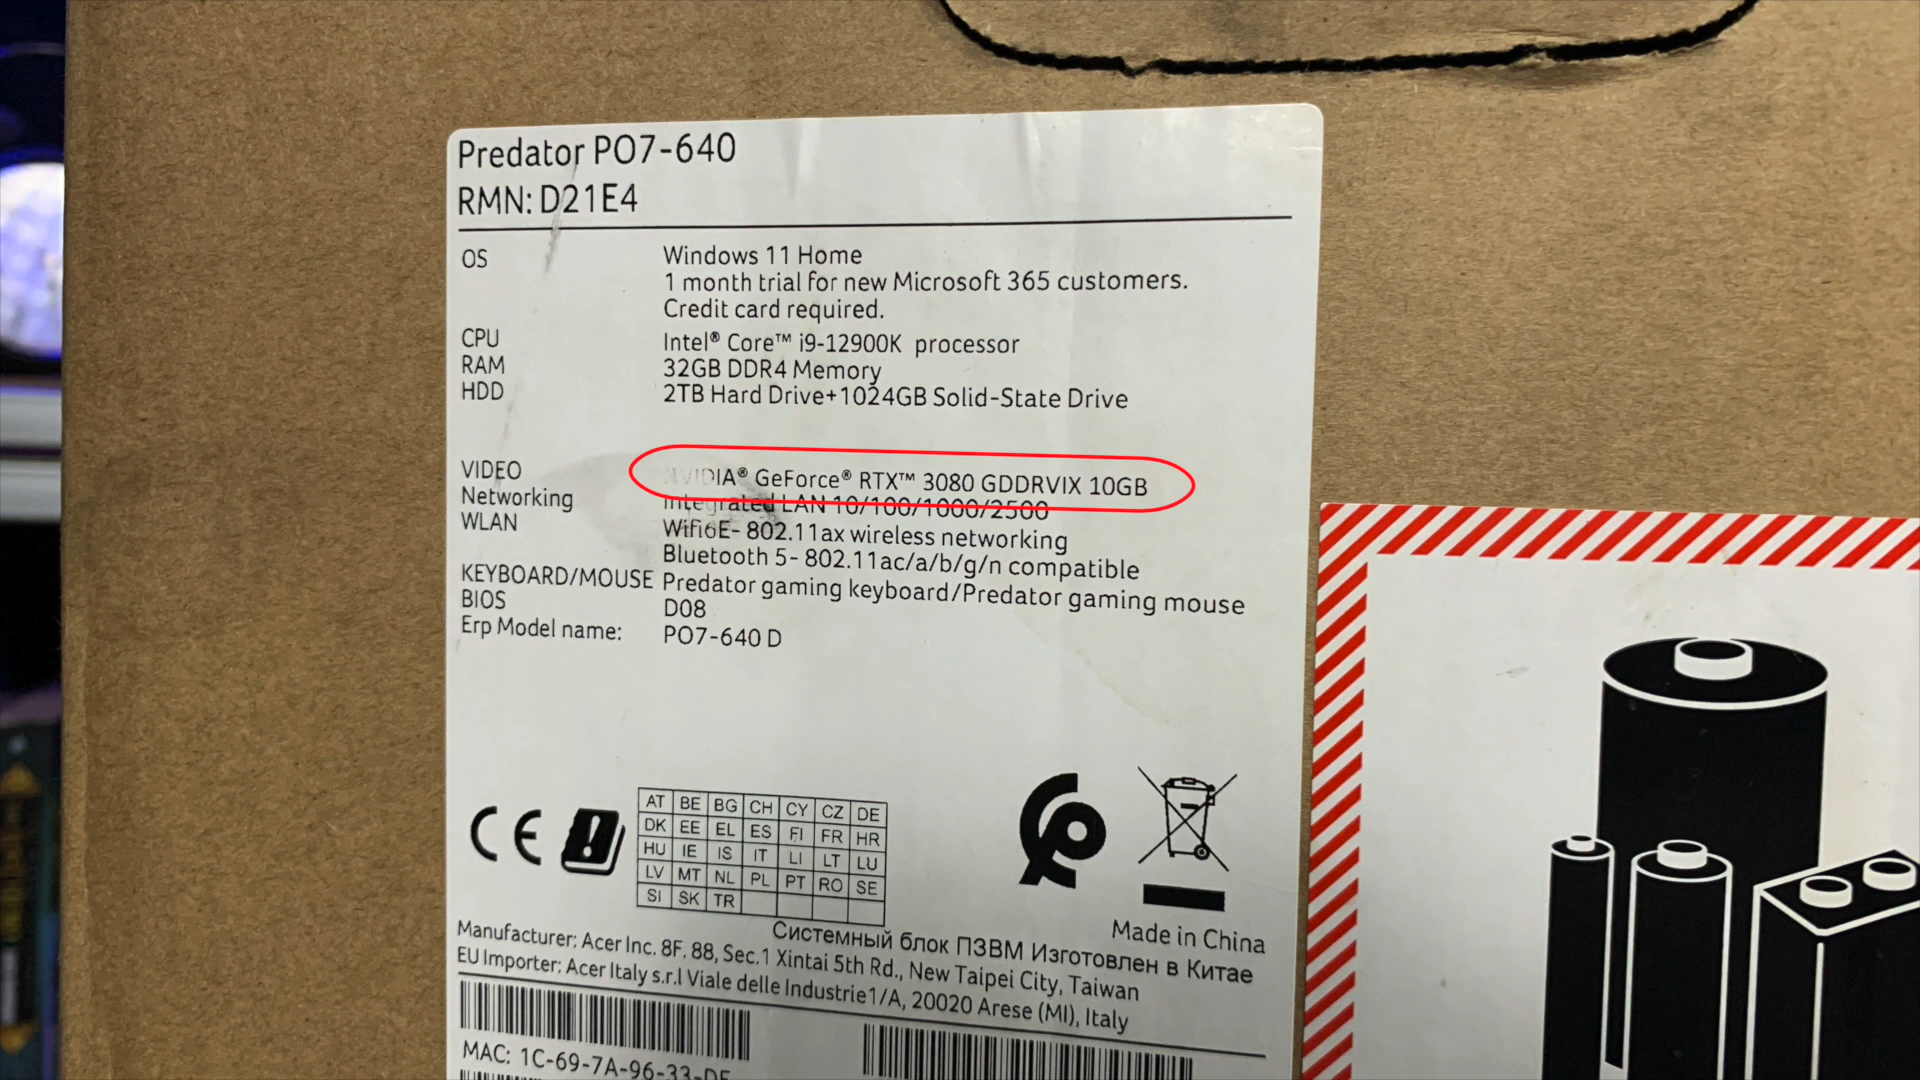 Predator PO7-640
RMN: D21E4
OS Windows 11 Home
1 month trial for new Microsoft 365 customers.
Credit card required.
CPU Intel® Core™ i9-12900K processor
RAM 32GB DDR4 Memory
HDD 2TB Hard Drive+1024GB Solid-State Drive
VIDEO NVIDIA® GeForce® RTX™ 3080 GDDRVIX 10GB
Networking Integrated LAN 10/100/1000/2500
WLAN Wifi6E- 802.11ax wireless networking
Bluetooth 5- 802.11ac/a/b/g/n compatible
KEYBOARD/MOUSE Predator gaming keyboard/Predator gaming mouse
BIOS D08
Erp Model name: PO7-640 D
CE
AT BE BG CH CY CZ DE
DK EE EL ES FI FR HR
HU IE IS IT LI LT LU
LV MT NL PL PT RO SE
SI SK TR
Made in China
Системный блок ПЗВМ Изготовлен в Китае
Manufacturer: Acer Inc. 8F. 88, Sec.1 Xintai 5th Rd., New Taipei City, Taiwan
EU Importer: Acer Italy s.r.l Viale delle Industrie1/A, 20020 Arese (MI), Italy
MAC: 1C-69-7A-96-33-DF